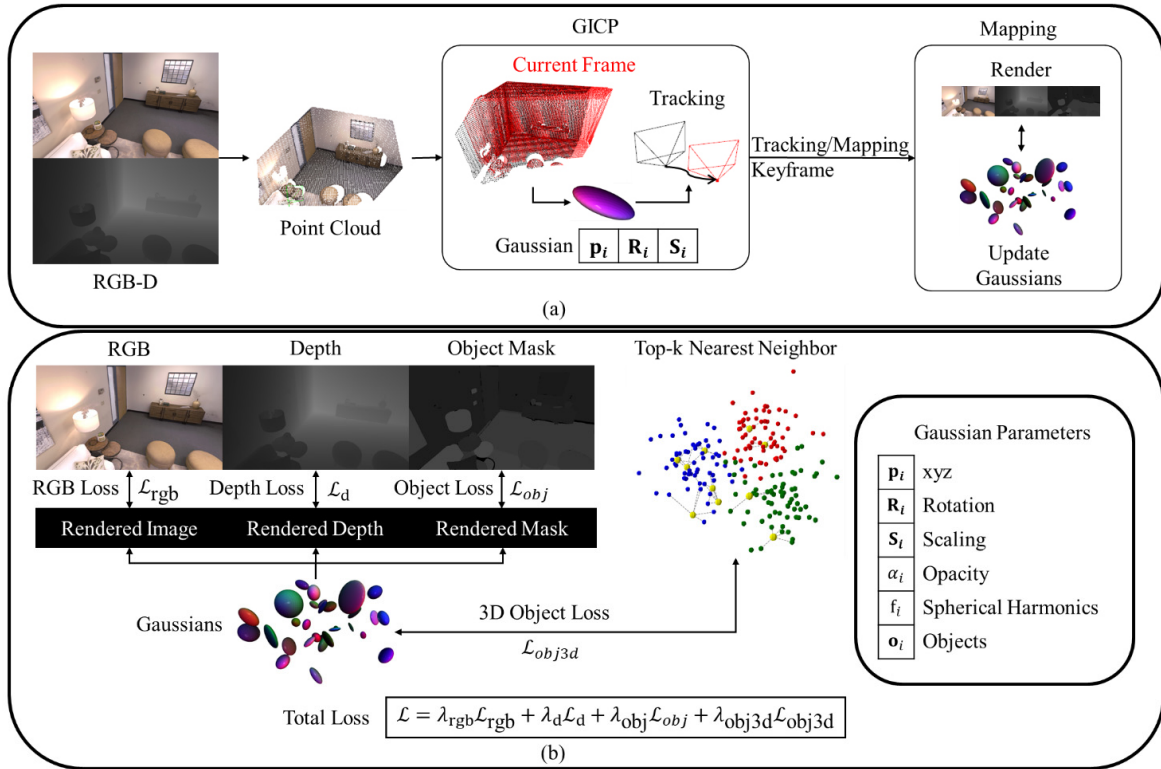 GICP
Mapping
Current Frame
Tracking
Render
Tracking/Mapping
Keyframe
Point Cloud
Gaussian
𝐩ᵢ 𝐑ᵢ 𝐒ᵢ
Update
Gaussians
RGB-D
(a)
RGB
Depth
Object Mask
Top-k Nearest Neighbor
RGB Loss ℒ_rgb
Depth Loss ℒ_d
Object Loss ℒ_obj
Rendered Image
Rendered Depth
Rendered Mask
Gaussians
3D Object Loss
ℒ_obj3d
Gaussian Parameters
𝐩ᵢ xyz
𝐑ᵢ Rotation
𝐒ᵢ Scaling
αᵢ Opacity
fᵢ Spherical Harmonics
𝐨ᵢ Objects
Total Loss ℒ = λ_rgb ℒ_rgb + λ_d ℒ_d + λ_obj ℒ_obj + λ_obj3d ℒ_obj3d
(b)